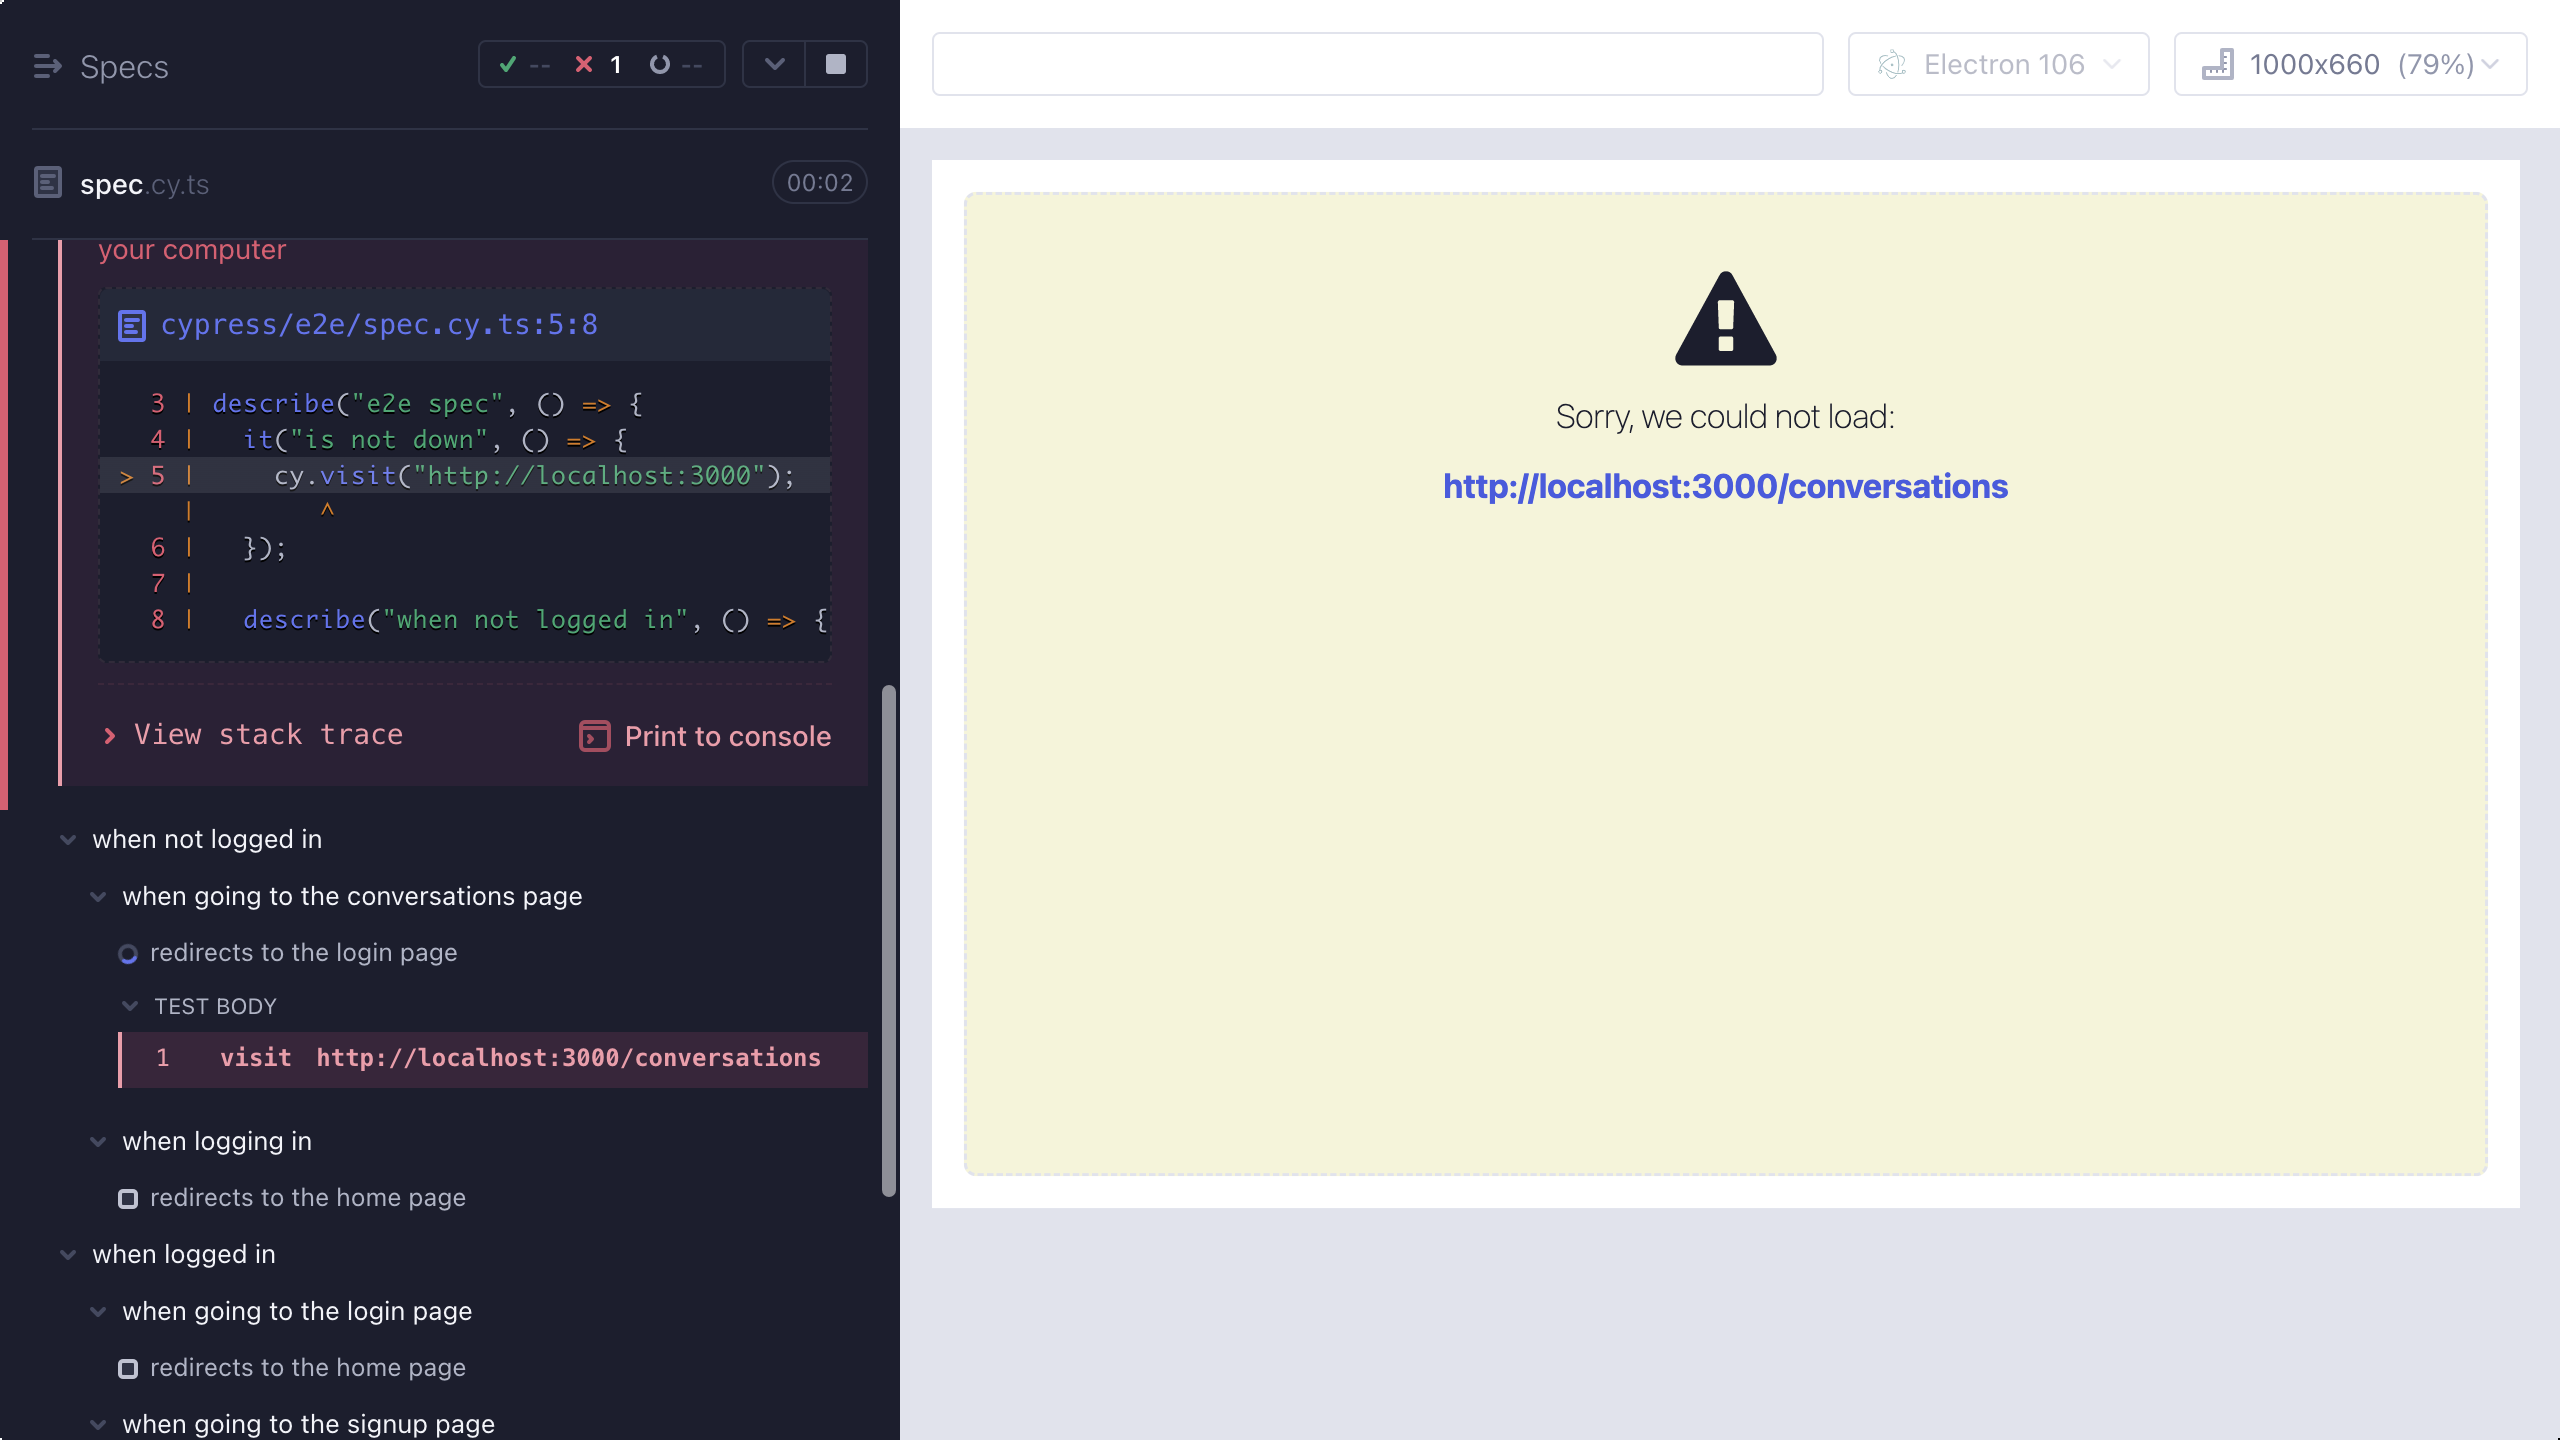 Specs
-- 1 --
spec.cy.ts
00:02
your computer
cypress/e2e/spec.cy.ts:5:8
3 | describe("e2e spec", () => {
4 | it("is not down", () => {
> 5 | cy.visit("http://localhost:3000");
| ^
6 | });
7 |
8 | describe("when not logged in", () => {
View stack trace
Print to console
when not logged in
when going to the conversations page
redirects to the login page
TEST BODY
1 visit http://localhost:3000/conversations
when logging in
redirects to the home page
when logged in
when going to the login page
redirects to the home page
when going to the signup page
Electron 106
1000x660 (79%)
Sorry, we could not load:
http://localhost:3000/conversations